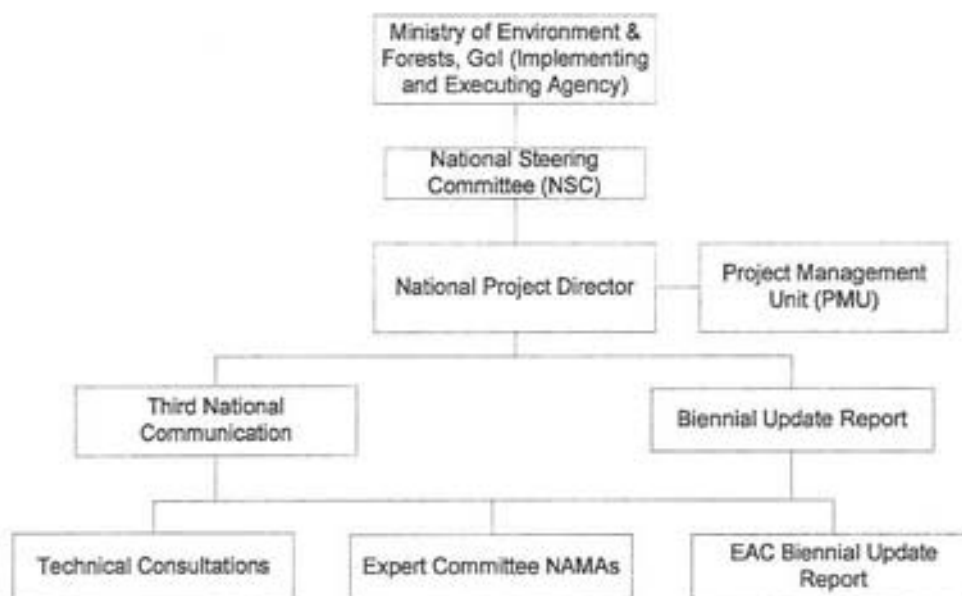 Ministry of Environment &
Forests, GoI (Implementing
and Executing Agency)
National Steering
Committee (NSC)
National Project Director
Project Management
Unit (PMU)
Third National
Communication
Biennial Update Report
Technical Consultations
Expert Committee NAMAs
EAC Biennial Update
Report